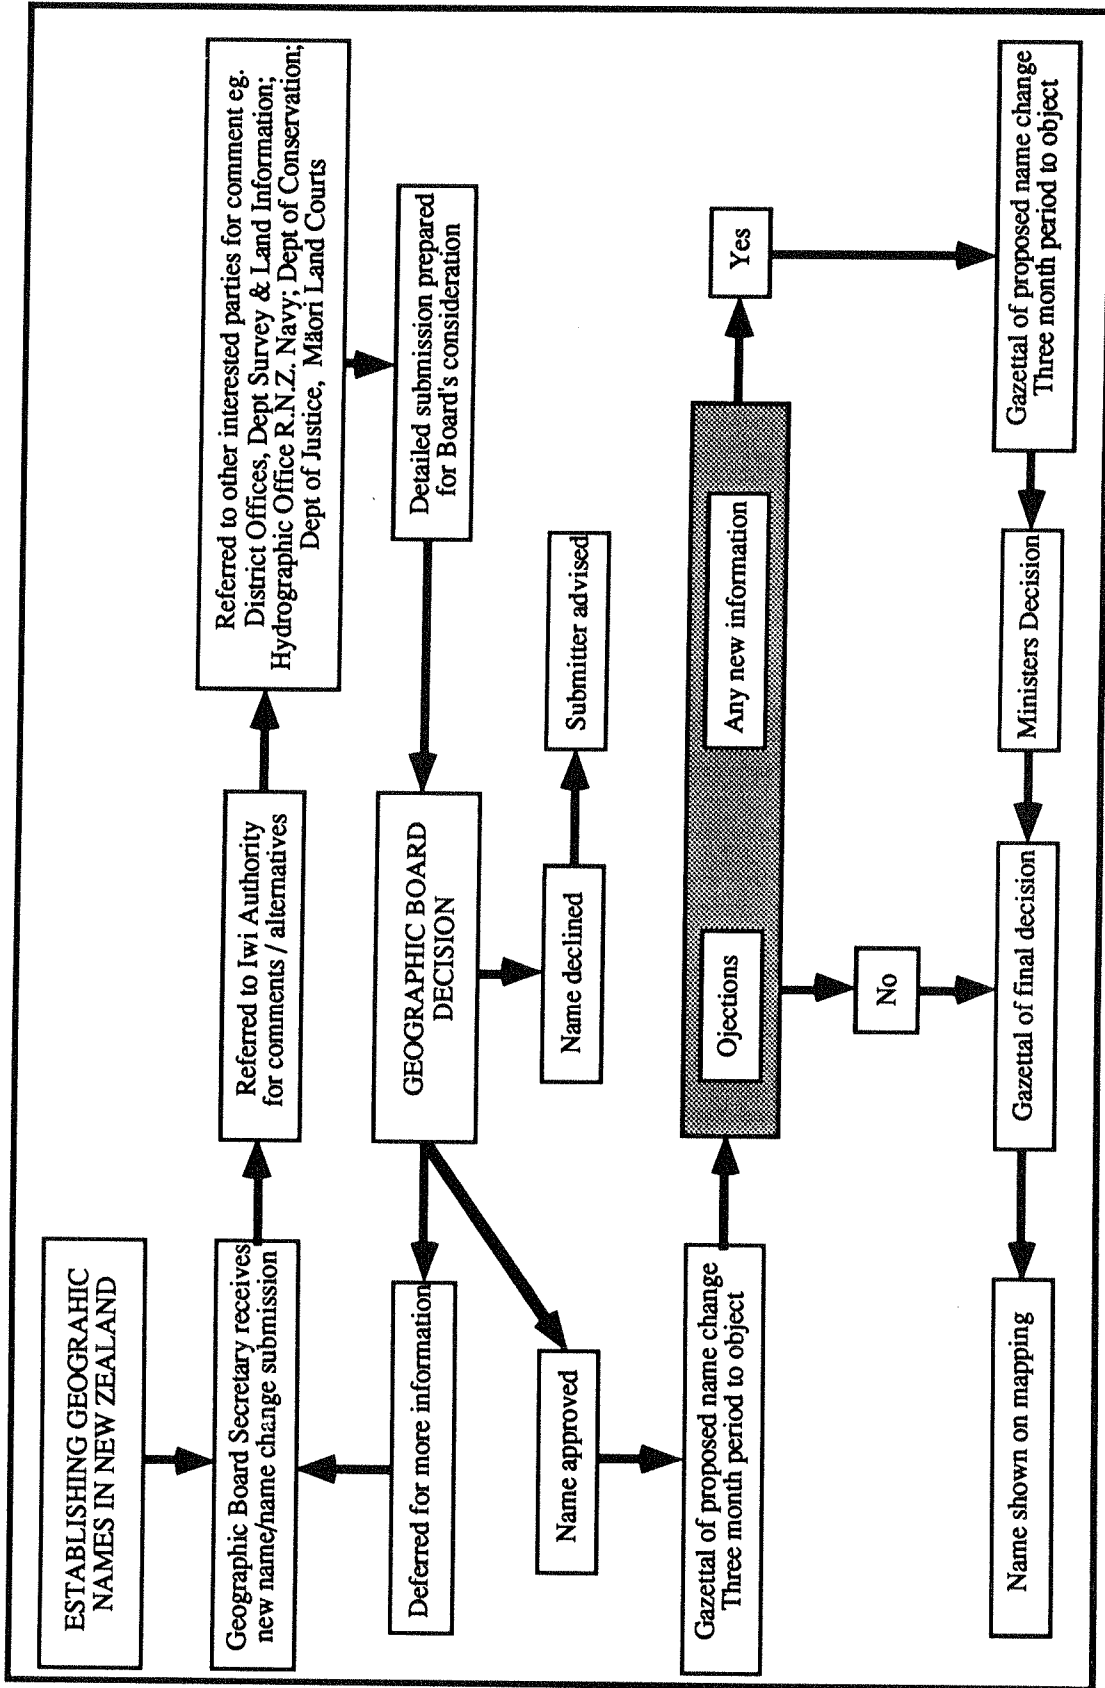 ESTABLISHING GEOGRAHIC
NAMES IN NEW ZEALAND
Geographic Board Secretary receives
new name/name change submission
Referred to Iwi Authority
for comments / alternatives
Referred to other interested parties for comment eg.
District Offices, Dept Survey & Land Information;
Hydrographic Office R.N.Z. Navy; Dept of Conservation;
Dept of Justice, Mäori Land Courts
Detailed submission prepared
for Board's consideration
GEOGRAPHIC BOARD
DECISION
Deferred for more information
Name declined
Submitter advised
Name approved
Gazettal of proposed name change
Three month period to object
Ojections
Any new information
Yes
No
Gazettal of proposed name change
Three month period to object
Ministers Decision
Gazettal of final decision
Name shown on mapping